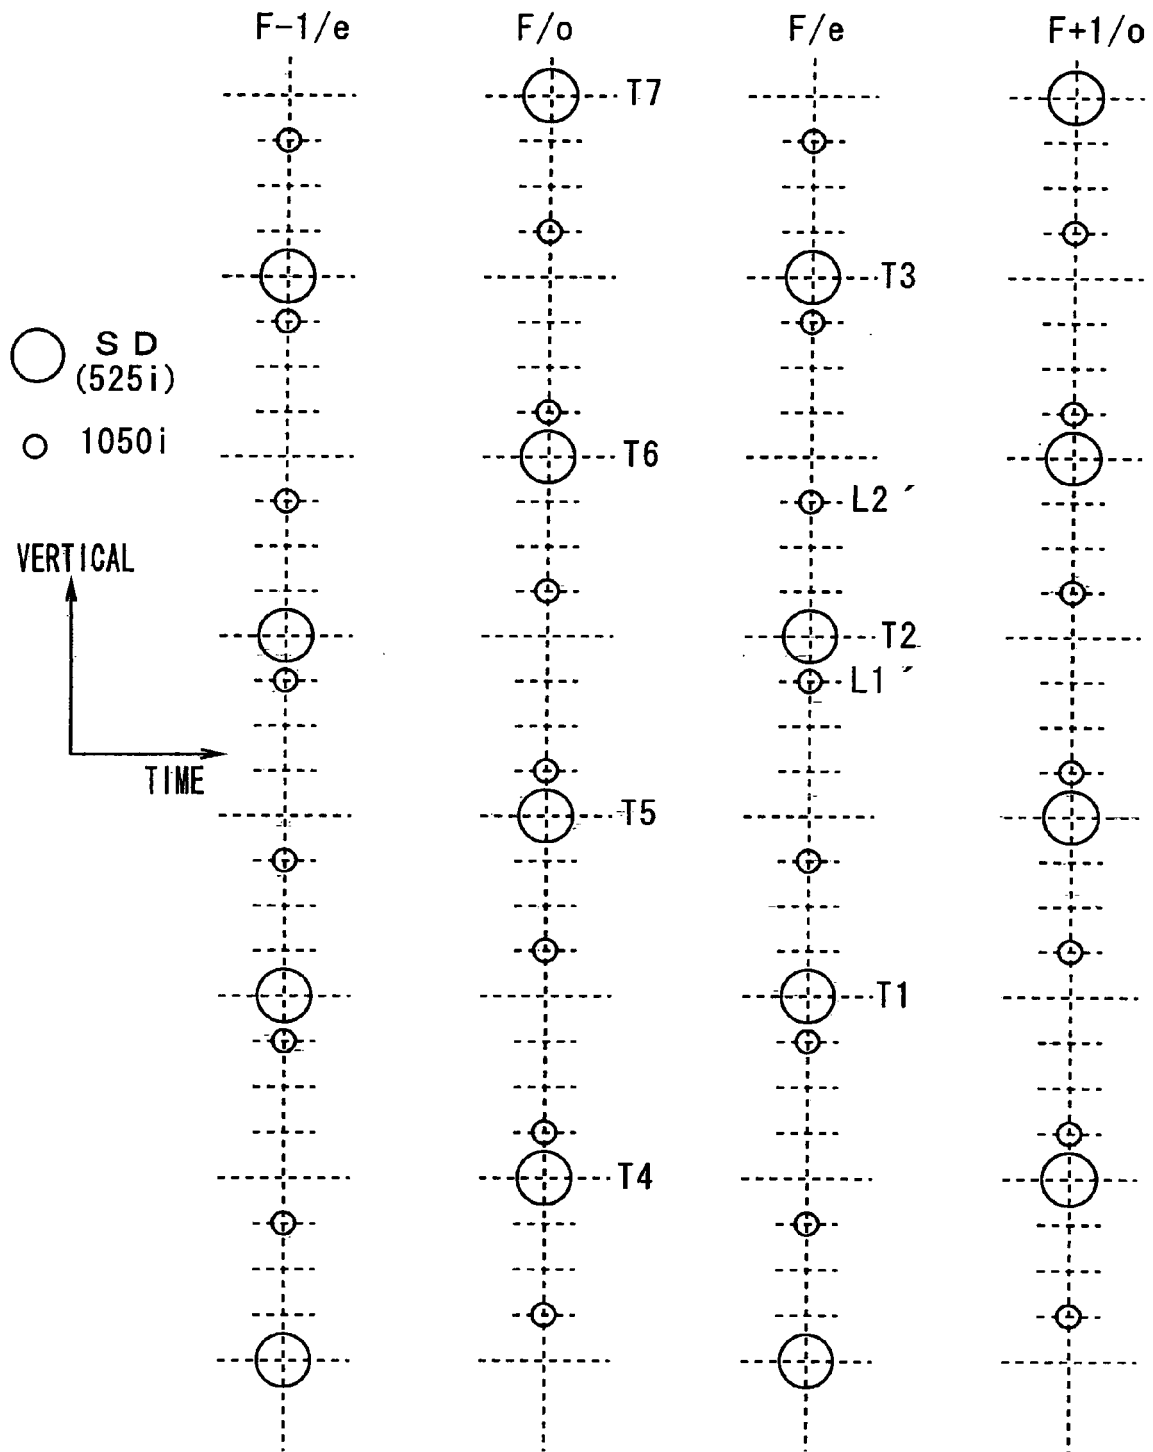 F-1/e F/o F/e F+1/o
T7
T3
SD
(525i)
1050i
T6
L2´
VERTICAL
T2
L1´
TIME
T5
T1
T4